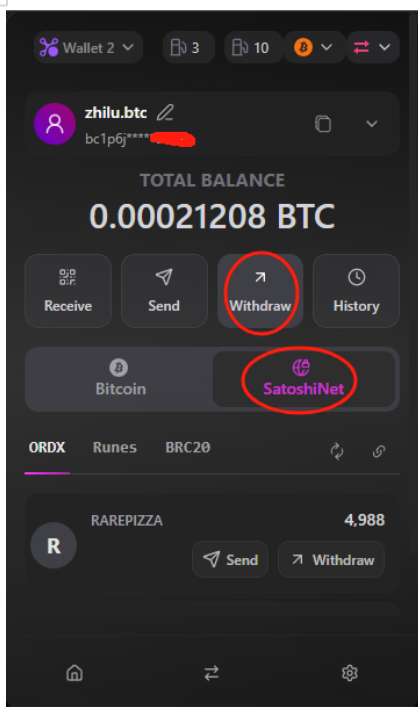 Wallet 2 3 10
zhilu.btc
bc1p6j****
TOTAL BALANCE
0.00021208 BTC
Receive Send Withdraw History
Bitcoin SatoshiNet
ORDX Runes BRC20
RAREPIZZA 4,988
R
Send Withdraw